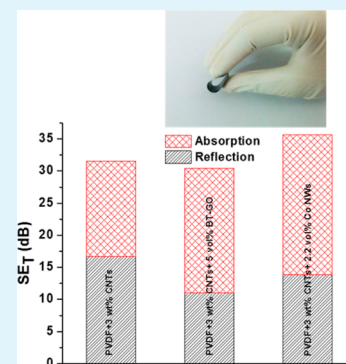 35
30
25
20
15
10
5
0
SET (dB)
Absorption
Reflection
PVDF+3 wt% CNTs
PVDF+3 wt% CNTs+ 5 vol% BT-GO
PVDF+3 wt% CNTs+ 2.2 vol% Co NWs